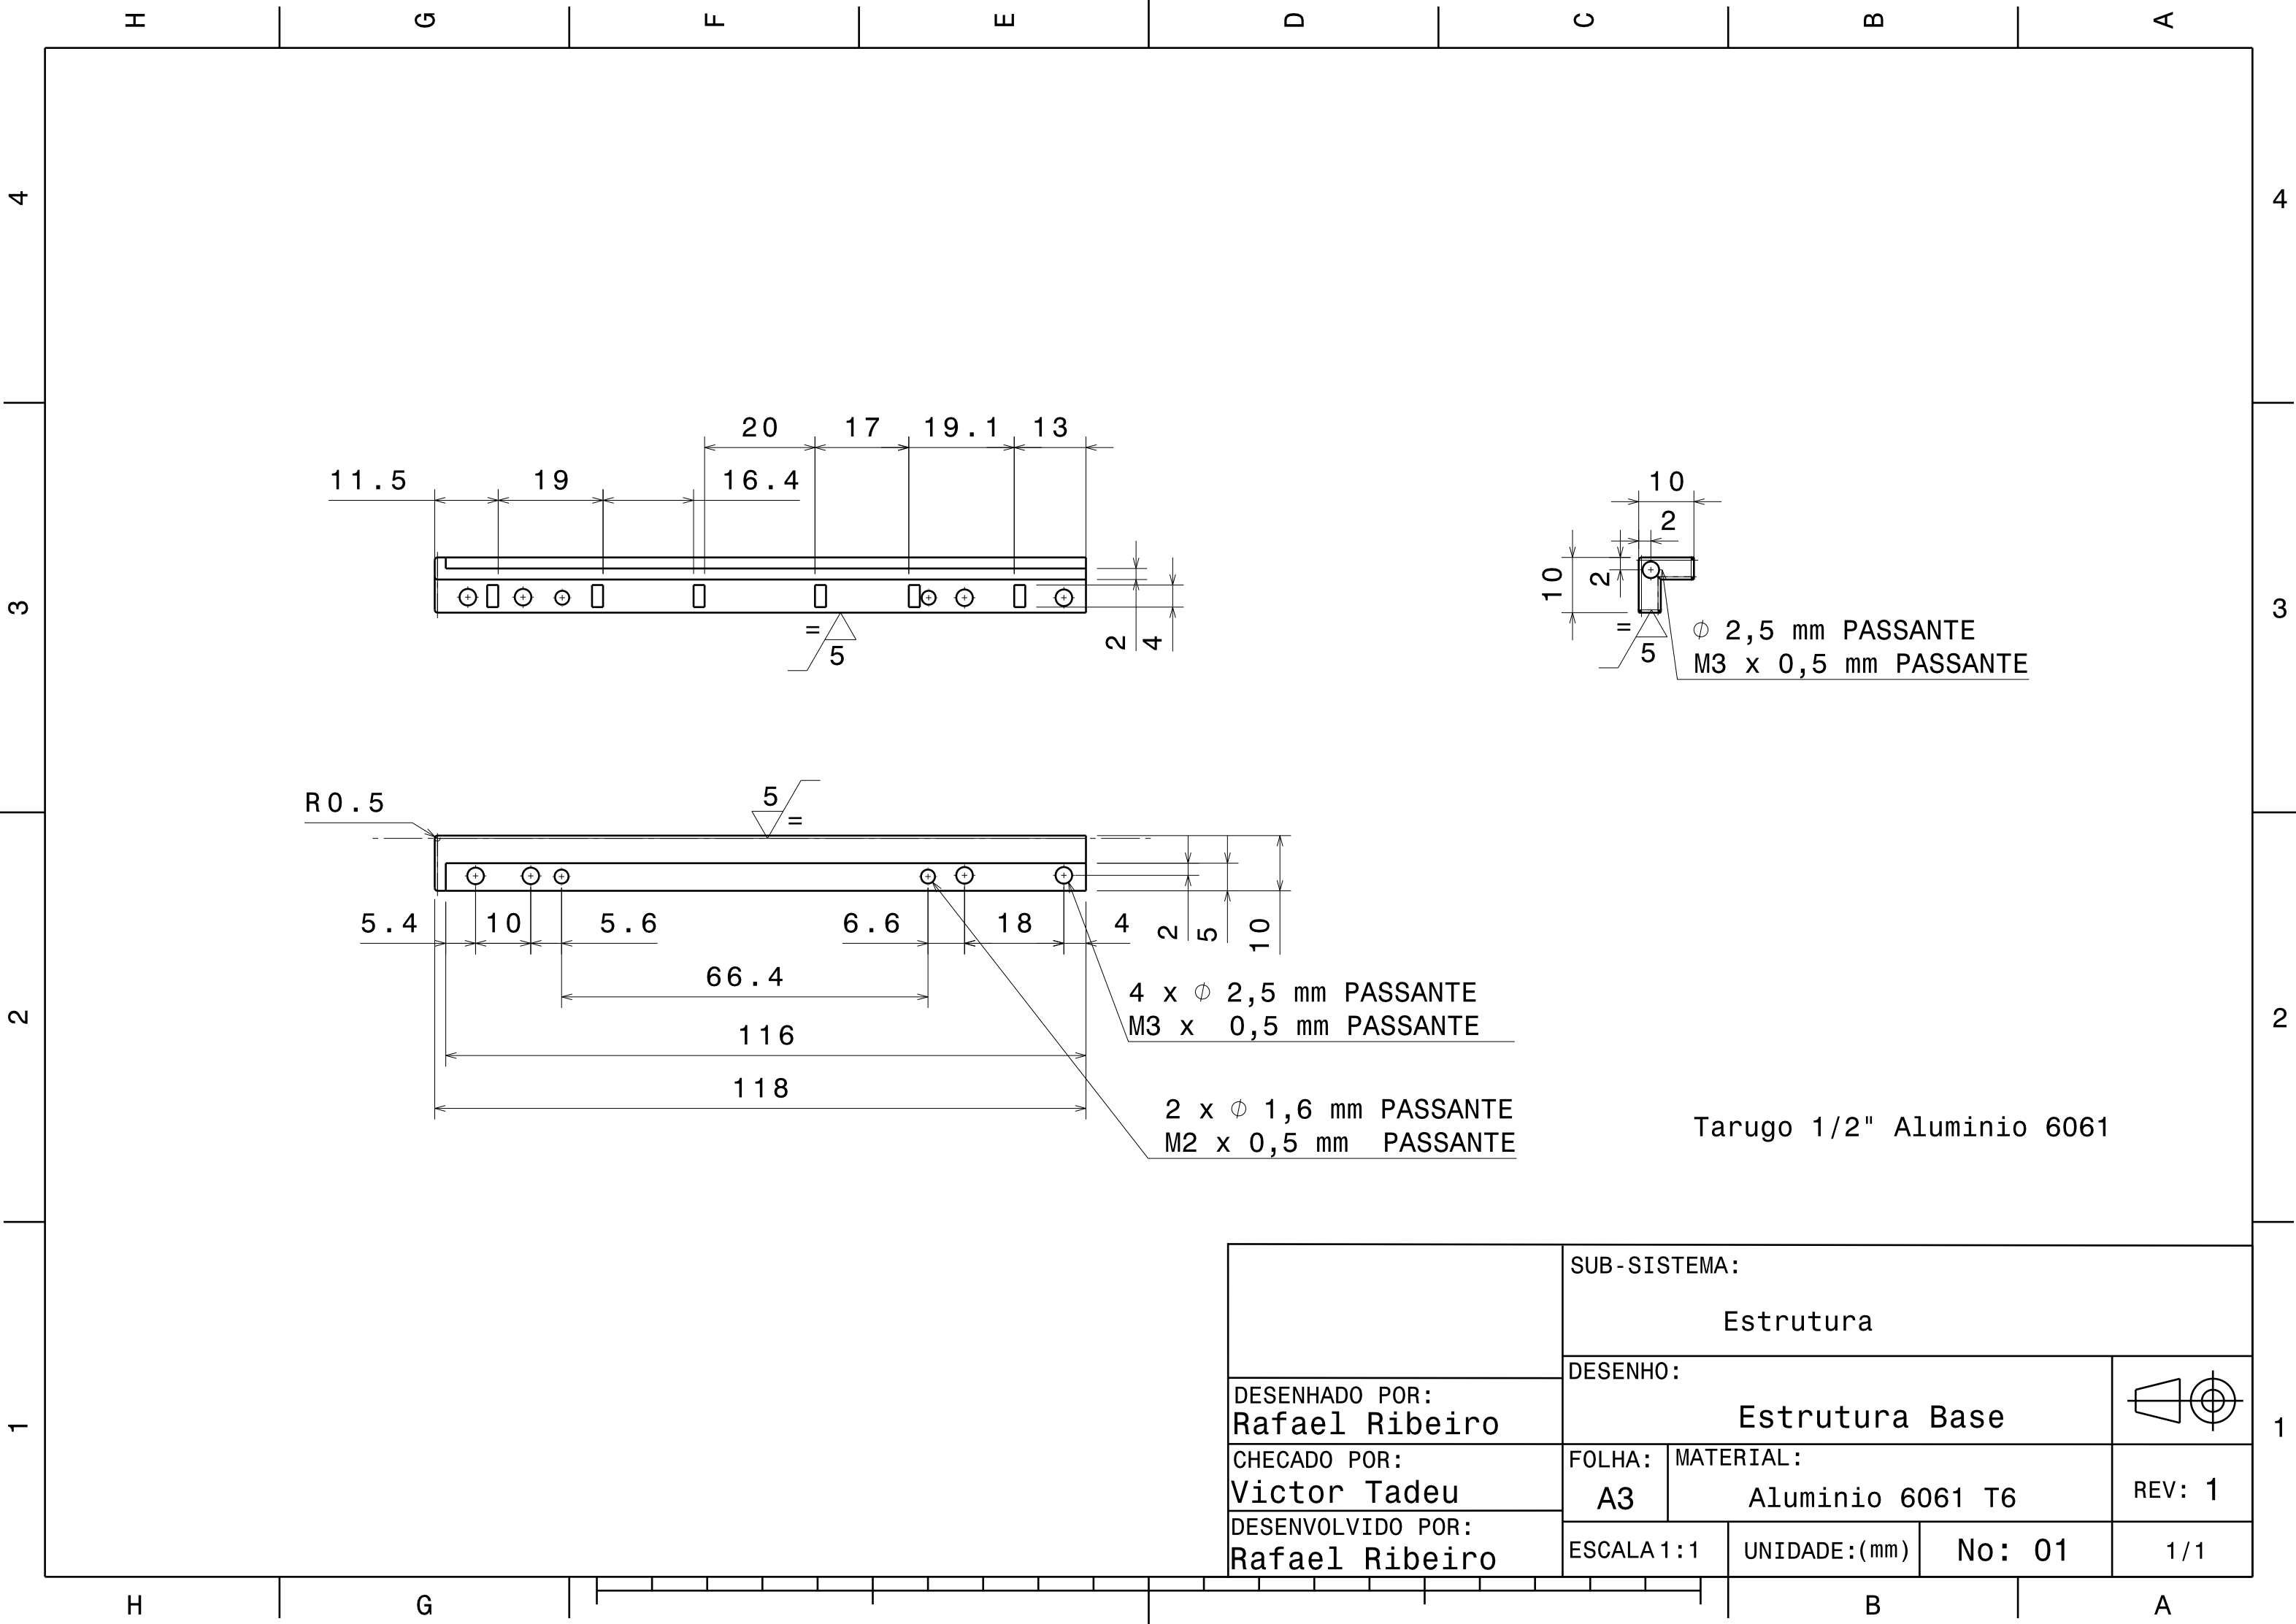 H G F E D C B A
4
4
20 17 19.1 13
11.5 19 16.4
2
4
=
5
10
2
10
2
=
5
∅ 2,5 mm PASSANTE
M3 x 0,5 mm PASSANTE
3
3
R0.5
5
=
5.4 10 5.6 6.6 18 4
2
5
10
66.4
116
118
4 x ∅ 2,5 mm PASSANTE
M3 x 0,5 mm PASSANTE
2 x ∅ 1,6 mm PASSANTE
M2 x 0,5 mm PASSANTE
2
2
Tarugo 1/2" Aluminio 6061
SUB-SISTEMA:
Estrutura
DESENHO:
Estrutura Base
DESENHADO POR:
Rafael Ribeiro
CHECADO POR:
Victor Tadeu
DESENVOLVIDO POR:
Rafael Ribeiro
FOLHA:
A3
MATERIAL:
Aluminio 6061 T6
REV: 1
ESCALA 1:1
UNIDADE:(mm)
No: 01
1/1
1
1
H G B A